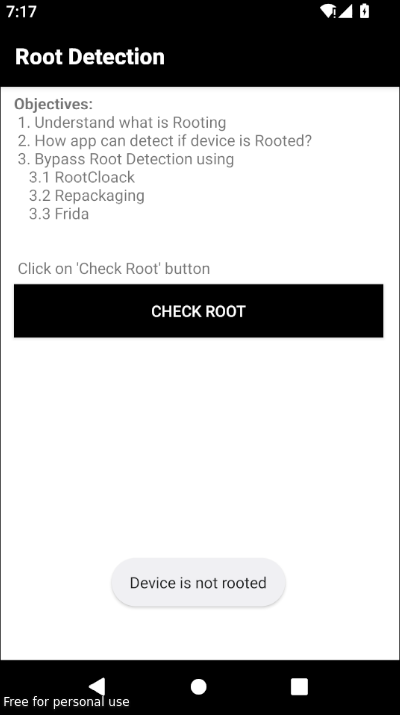 7:17
Root Detection
Objectives:
1. Understand what is Rooting
2. How app can detect if device is Rooted?
3. Bypass Root Detection using
3.1 RootCloack
3.2 Repackaging
3.3 Frida
Click on 'Check Root' button
CHECK ROOT
Device is not rooted
Free for personal use